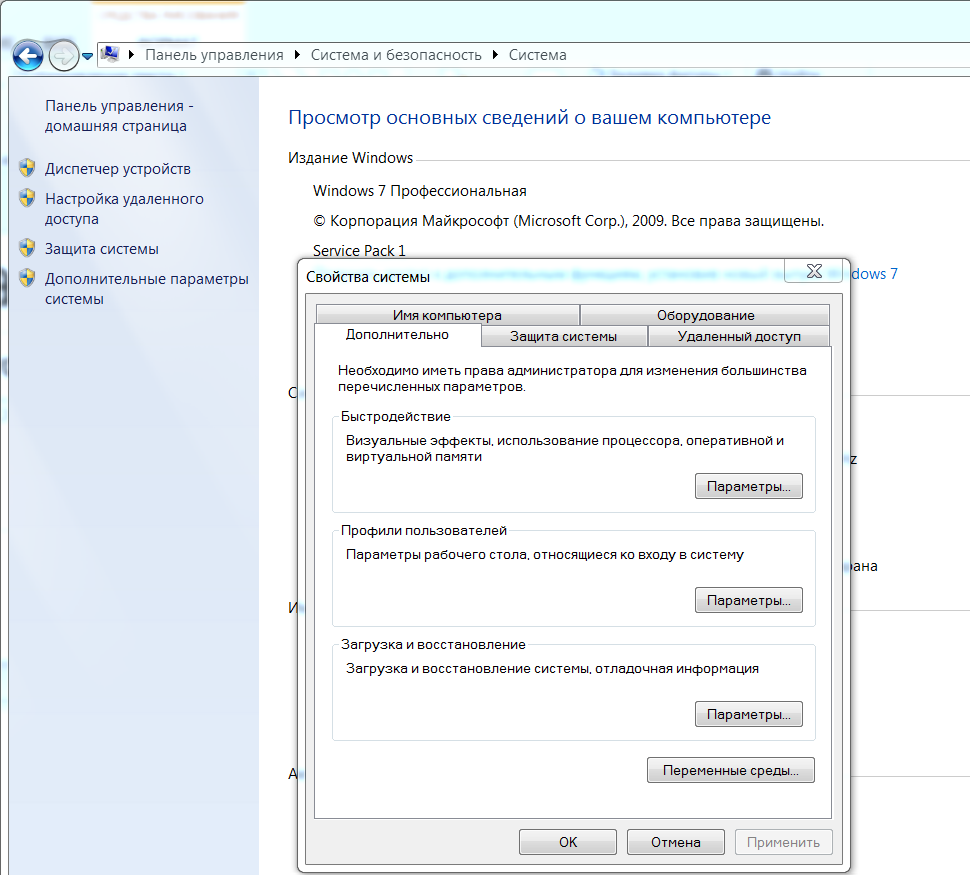 Панель управления Система и безопасность Система
Панель управления -
домашняя страница
Диспетчер устройств
Настройка удаленного
доступа
Защита системы
Дополнительные параметры
системы
Просмотр основных сведений о вашем компьютере
Издание Windows
Windows 7 Профессиональная
© Корпорация Майкрософт (Microsoft Corp.), 2009. Все права защищены.
Service Pack 1
dows 7
Свойства системы
Имя компьютера Оборудование
Дополнительно Защита системы Удаленный доступ
Необходимо иметь права администратора для изменения большинства
перечисленных параметров.
Быстродействие
Визуальные эффекты, использование процессора, оперативной и
виртуальной памяти
Параметры...
Профили пользователей
Параметры рабочего стола, относящиеся ко входу в систему
Параметры...
Загрузка и восстановление
Загрузка и восстановление системы, отладочная информация
Параметры...
Переменные среды...
OK Отмена Применить